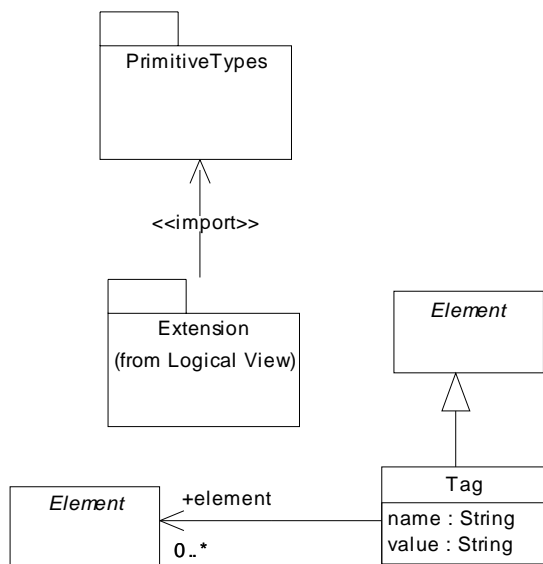 PrimitiveTypes
<<import>>
Extension
(from Logical View)
Element
Tag
name : String
value : String
Element
+element
0..*